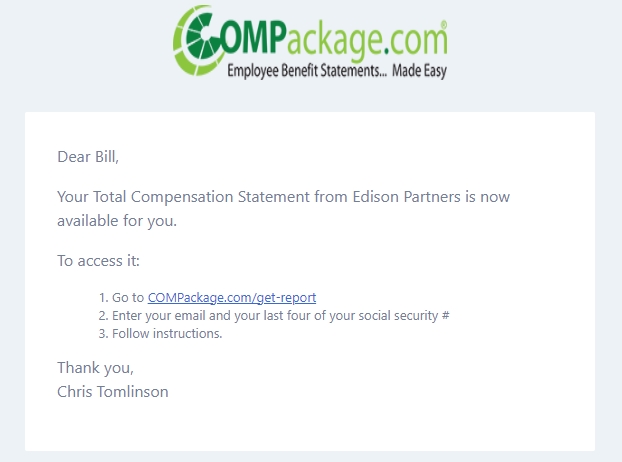 COMPackage.com®
Employee Benefit Statements... Made Easy
Dear Bill,
Your Total Compensation Statement from Edison Partners is now
available for you.
To access it:
1. Go to COMPackage.com/get-report
2. Enter your email and your last four of your social security #
3. Follow instructions.
Thank you,
Chris Tomlinson